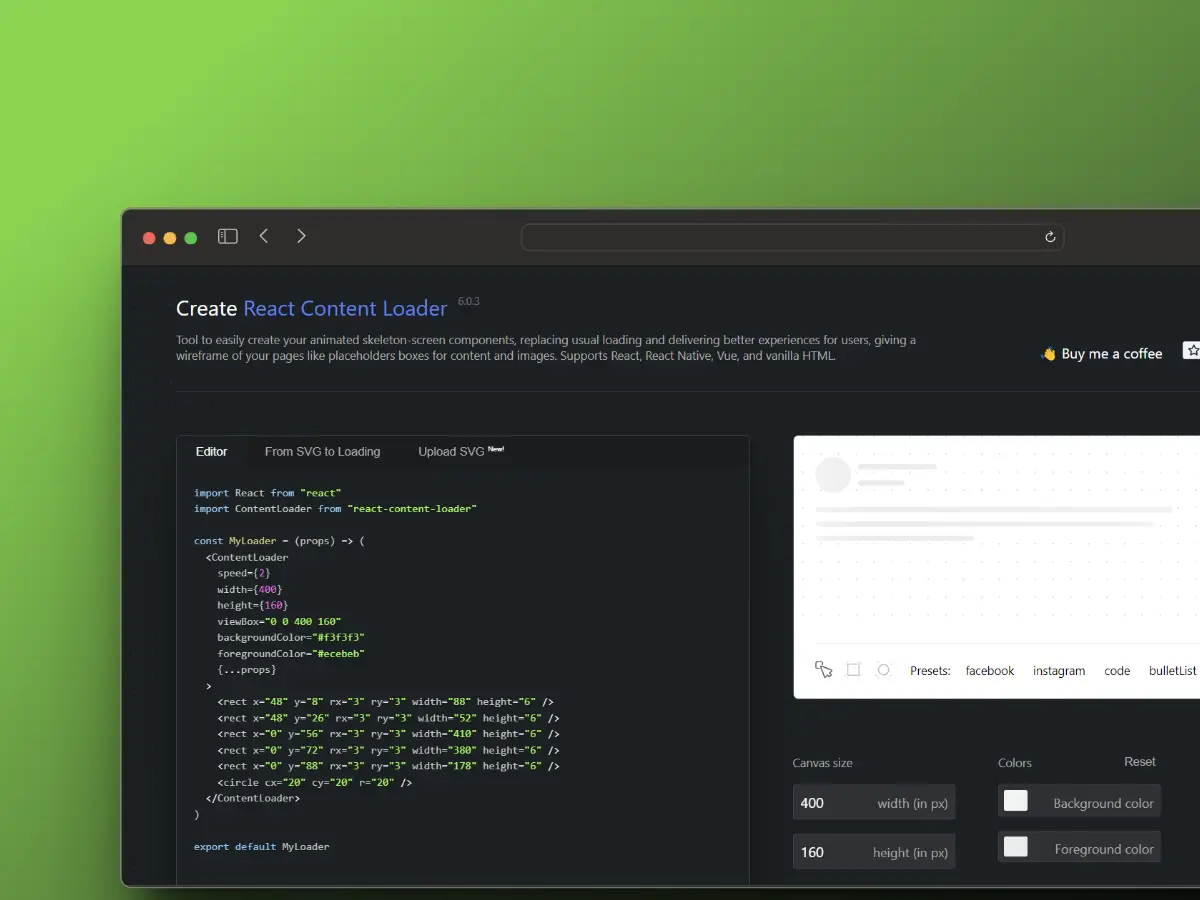 Create React Content Loader 6.0.3
Tool to easily create your animated skeleton-screen components, replacing usual loading and delivering better experiences for users, giving a
wireframe of your pages like placeholders boxes for content and images. Supports React, React Native, Vue, and vanilla HTML.
👋 Buy me a coffee
Editor
From SVG to Loading
Upload SVG New!
import React from "react"
import ContentLoader from "react-content-loader"
const MyLoader = (props) => (
<ContentLoader
speed={2}
width={400}
height={160}
viewBox="0 0 400 160"
backgroundColor="#f3f3f3"
foregroundColor="#ecebeb"
{...props}
>
<rect x="48" y="8" rx="3" ry="3" width="88" height="6" />
<rect x="48" y="26" rx="3" ry="3" width="52" height="6" />
<rect x="0" y="56" rx="3" ry="3" width="410" height="6" />
<rect x="0" y="72" rx="3" ry="3" width="380" height="6" />
<rect x="0" y="88" rx="3" ry="3" width="178" height="6" />
<circle cx="20" cy="20" r="20" />
</ContentLoader>
)
export default MyLoader
Presets: facebook instagram code bulletList
Canvas size
400 width (in px)
160 height (in px)
Colors Reset
Background color
Foreground color